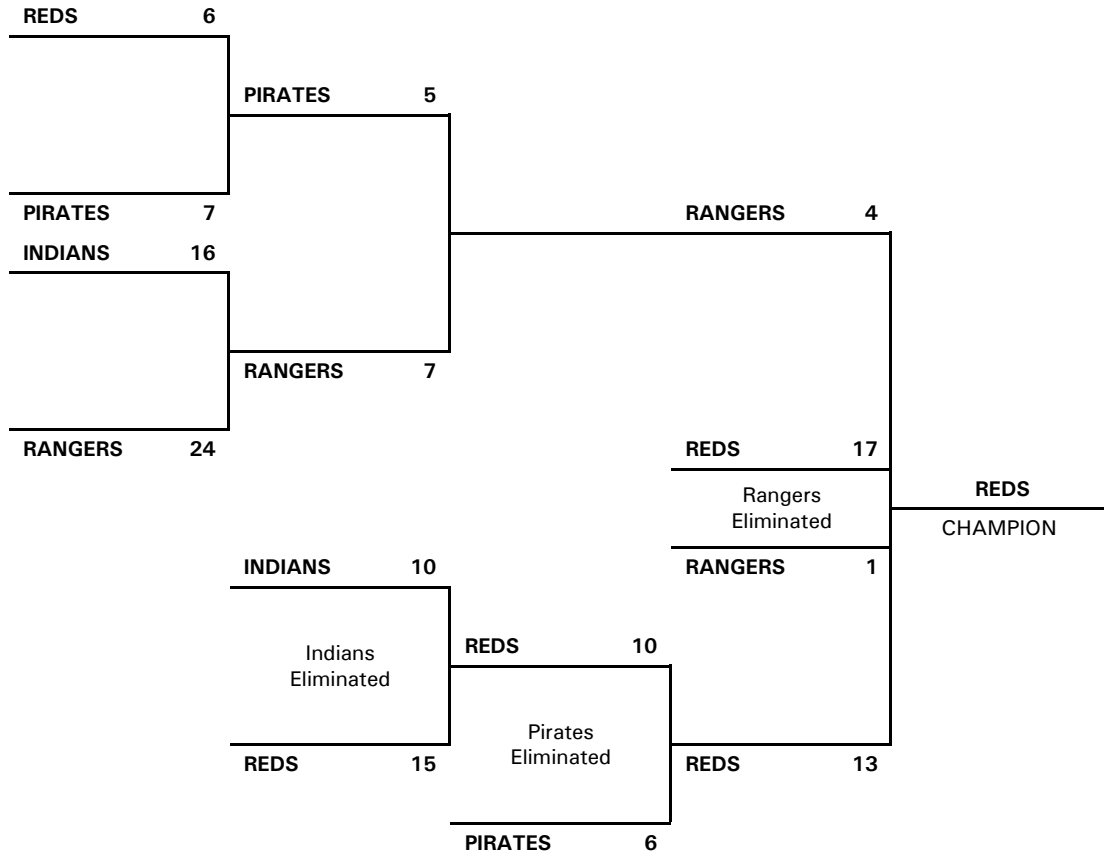 REDS 6
PIRATES 5
PIRATES 7
RANGERS 4
INDIANS 16
RANGERS 7
RANGERS 24
REDS 17
Rangers
Eliminated
REDS
CHAMPION
RANGERS 1
INDIANS 10
Indians
Eliminated
REDS 10
REDS 15
Pirates
Eliminated
REDS 13
PIRATES 6